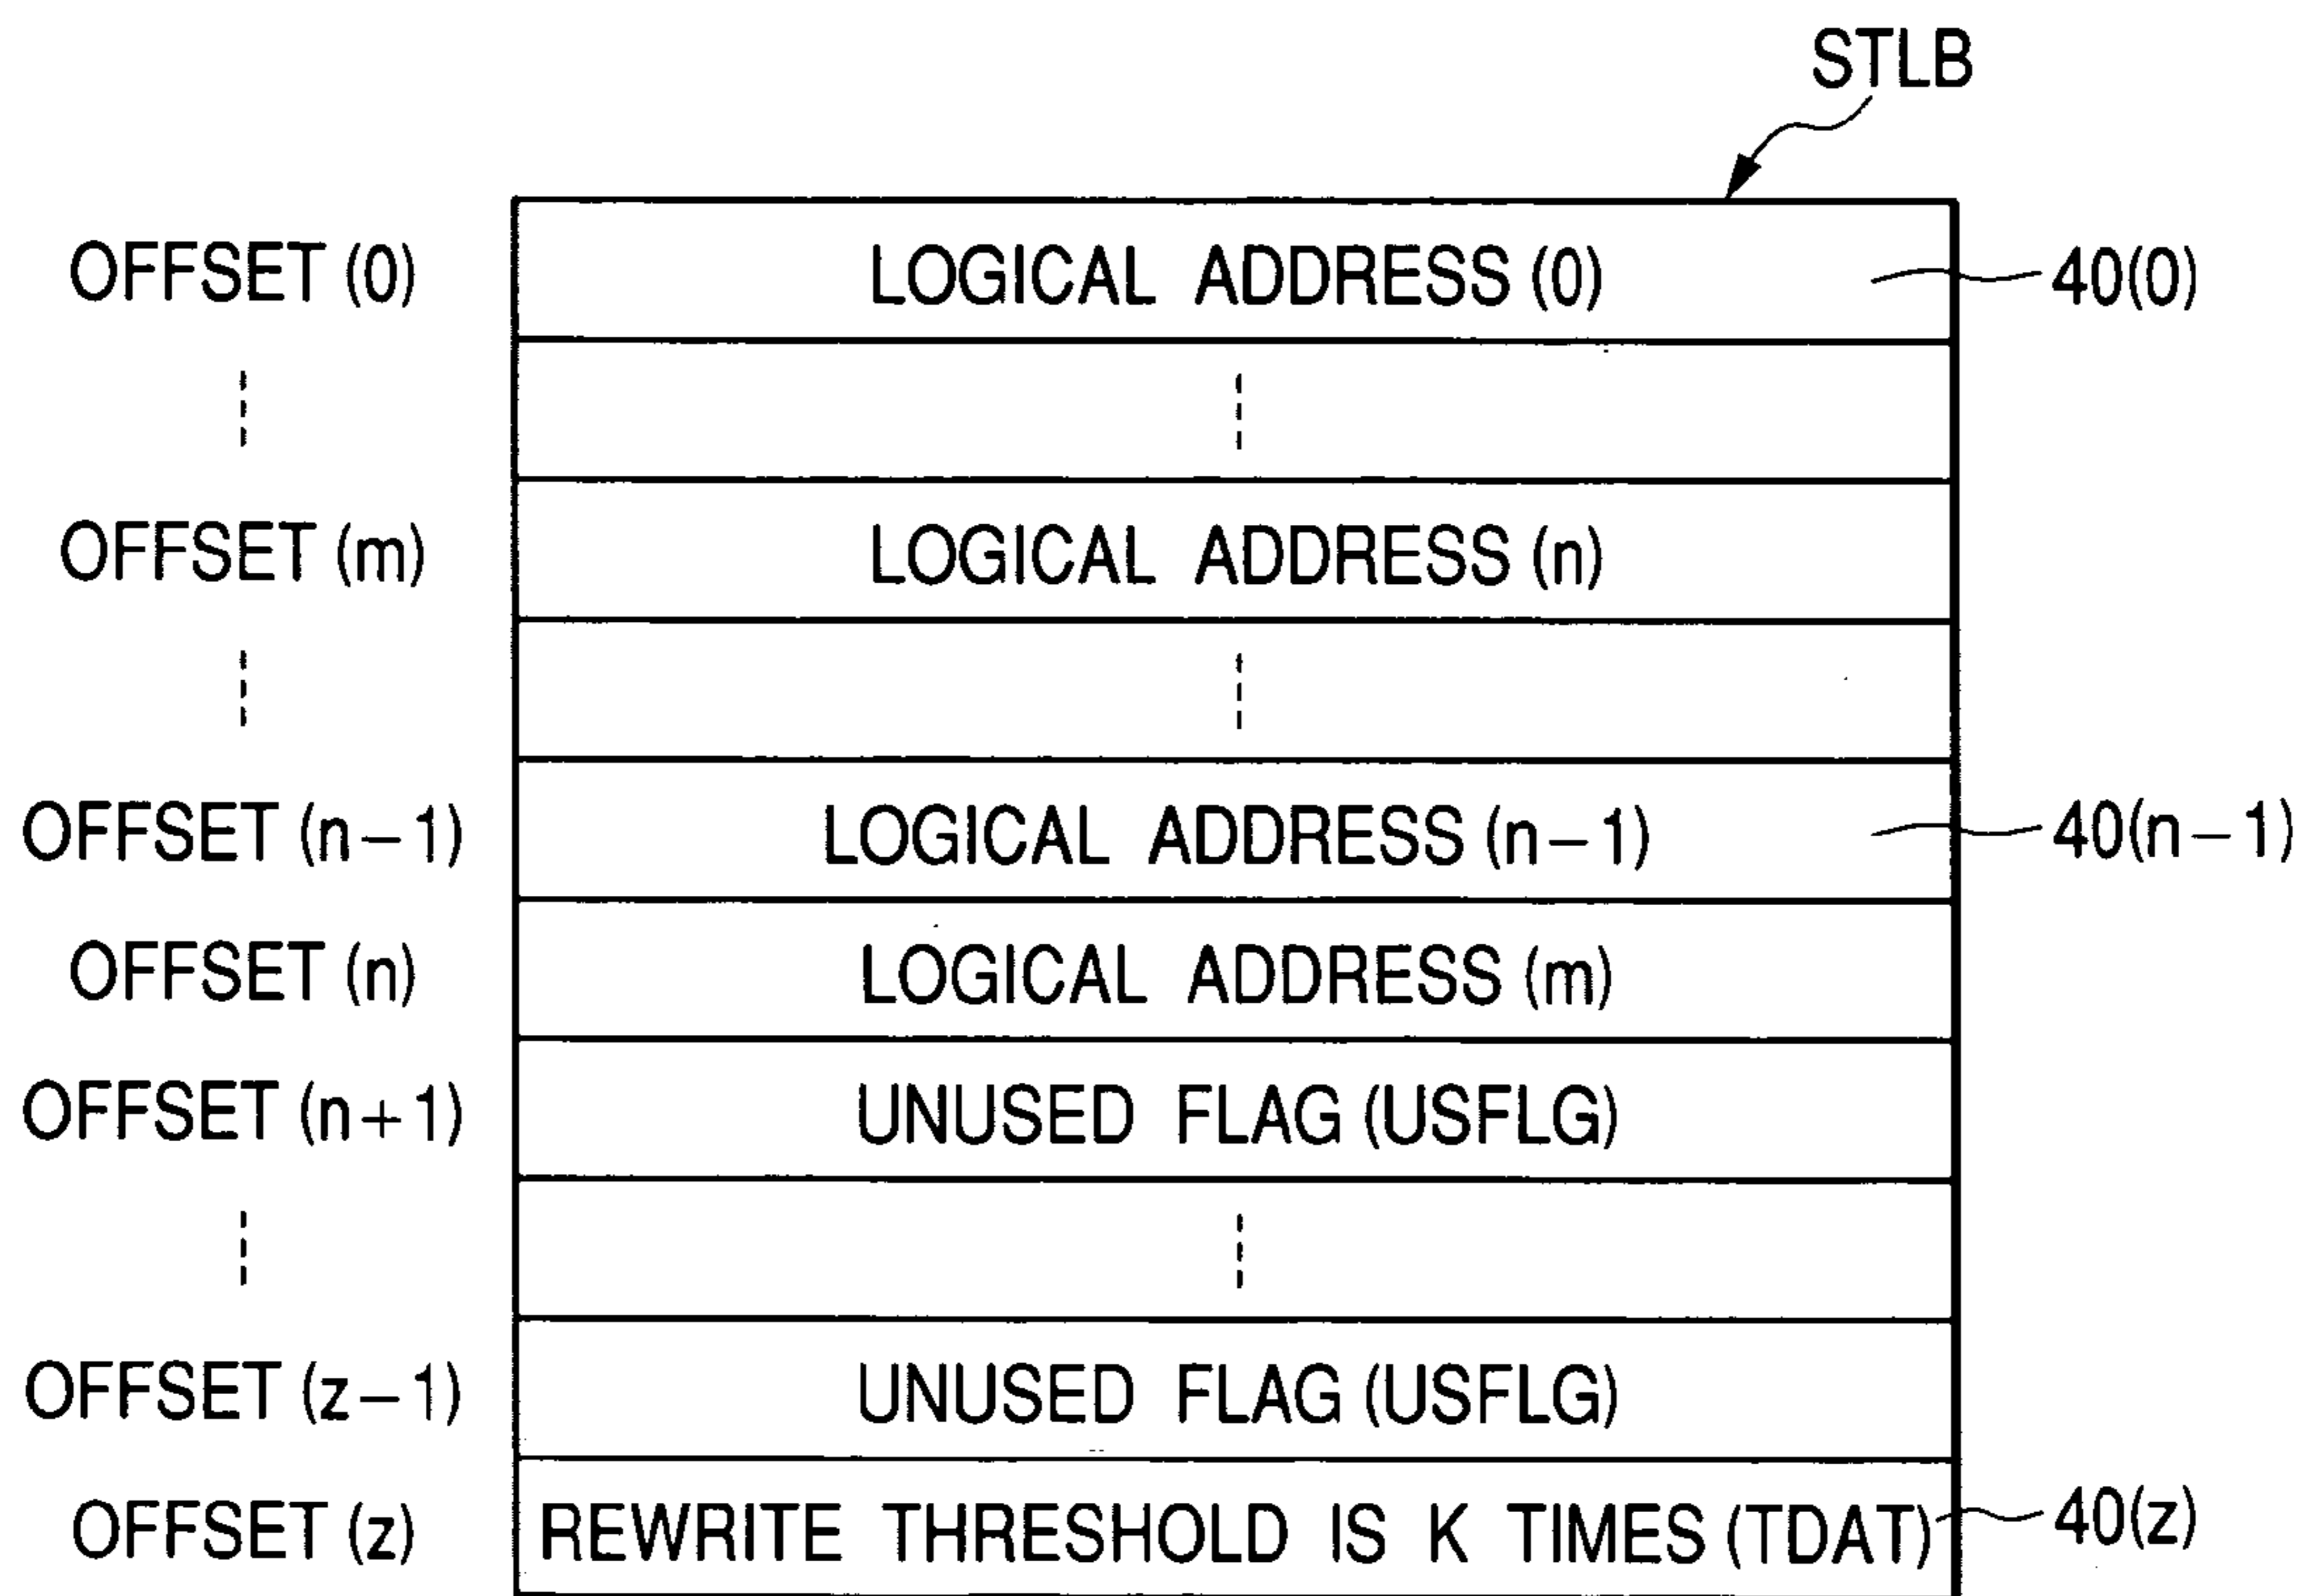 STLB
OFFSET (0) LOGICAL ADDRESS (0) 40(0)
OFFSET (m) LOGICAL ADDRESS (n)
OFFSET (n−1) LOGICAL ADDRESS (n−1) 40(n−1)
OFFSET (n) LOGICAL ADDRESS (m)
OFFSET (n+1) UNUSED FLAG (USFLG)
OFFSET (z−1) UNUSED FLAG (USFLG)
OFFSET (z) REWRITE THRESHOLD IS K TIMES (TDAT) 40(z)